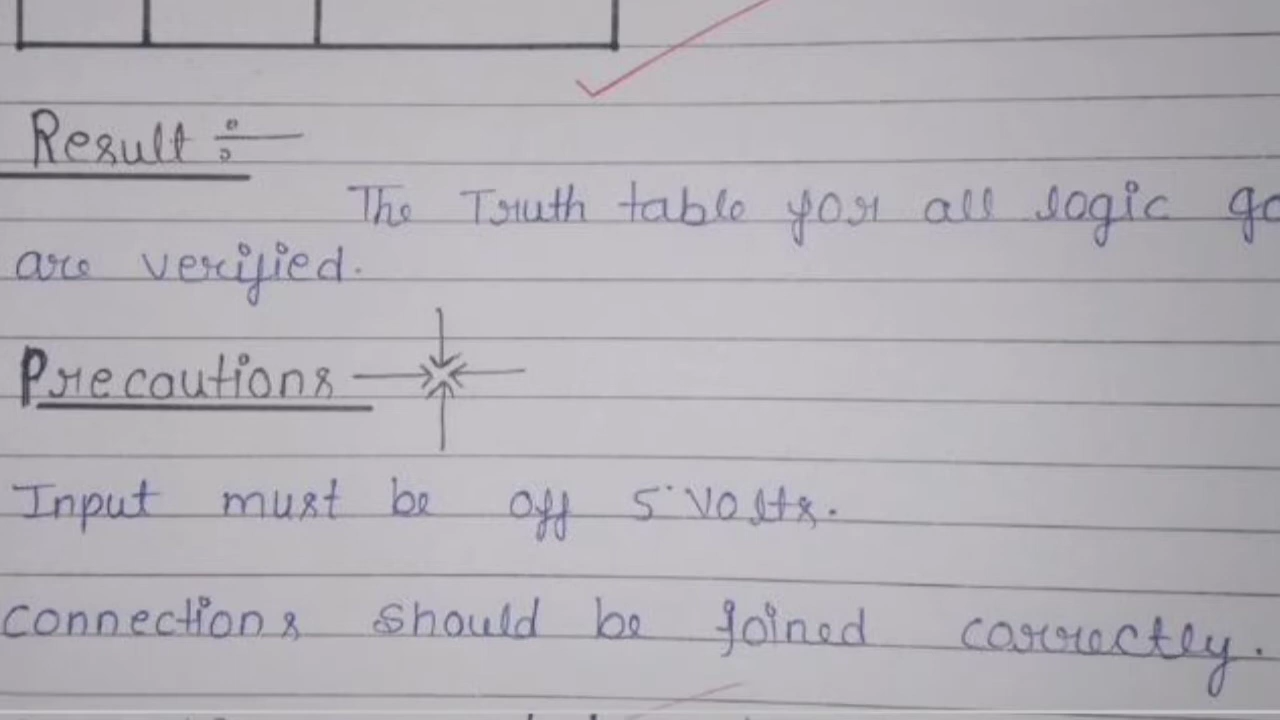 Result :-
The Truth table for all logic ga
are verified.
Precautions
Input must be off 5 Volts.
connections should be joined correctly.